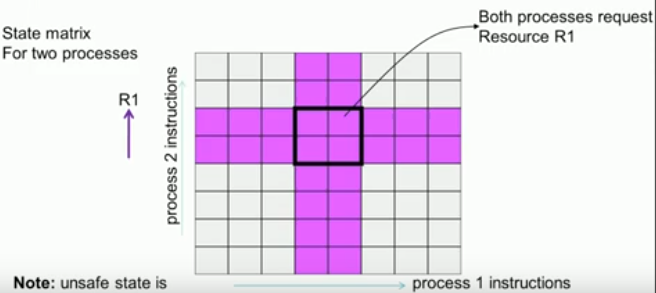 State matrix
For two processes
Both processes request
Resource R1
R1
process 2 instructions
Note: unsafe state is
process 1 instructions